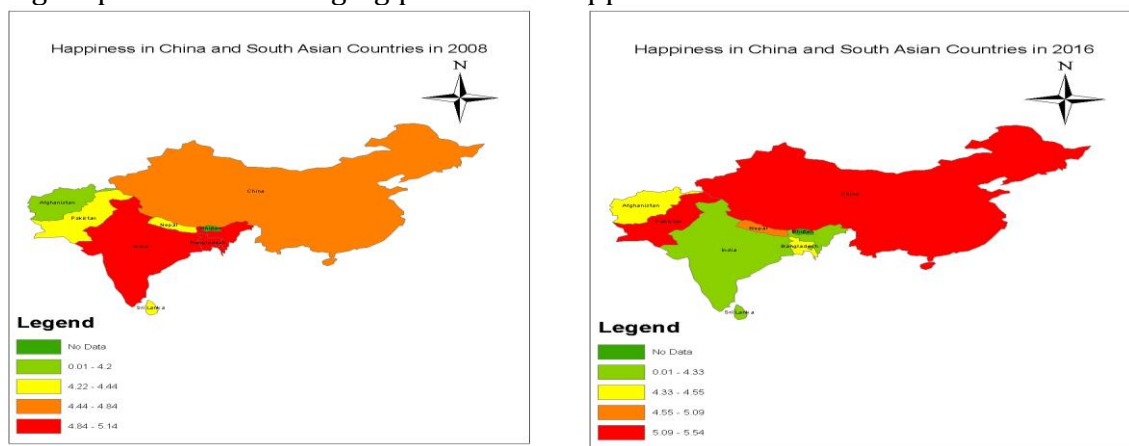 Happiness in China and South Asian Countries in 2008
N
China
Afghanistan
Pakistan
Nepal
Bhutan
Bangladesh
India
Sri Lanka
Legend
No Data
0.01 - 4.2
4.22 - 4.44
4.44 - 4.84
4.84 - 5.14
Happiness in China and South Asian Countries in 2016
N
China
Afghanistan
Pakistan
Nepal
Bhutan
Bangladesh
India
Sri Lanka
Legend
No Data
0.01 - 4.33
4.33 - 4.55
4.55 - 5.09
5.09 - 5.54